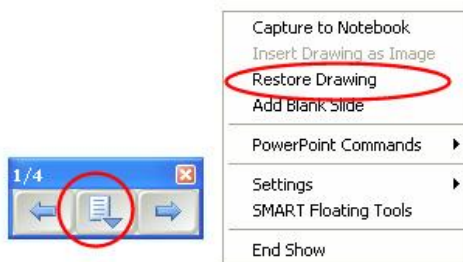 Capture to Notebook
Insert Drawing as Image
Restore Drawing
Add Blank Slide
PowerPoint Commands
Settings
SMART Floating Tools
End Show
1/4